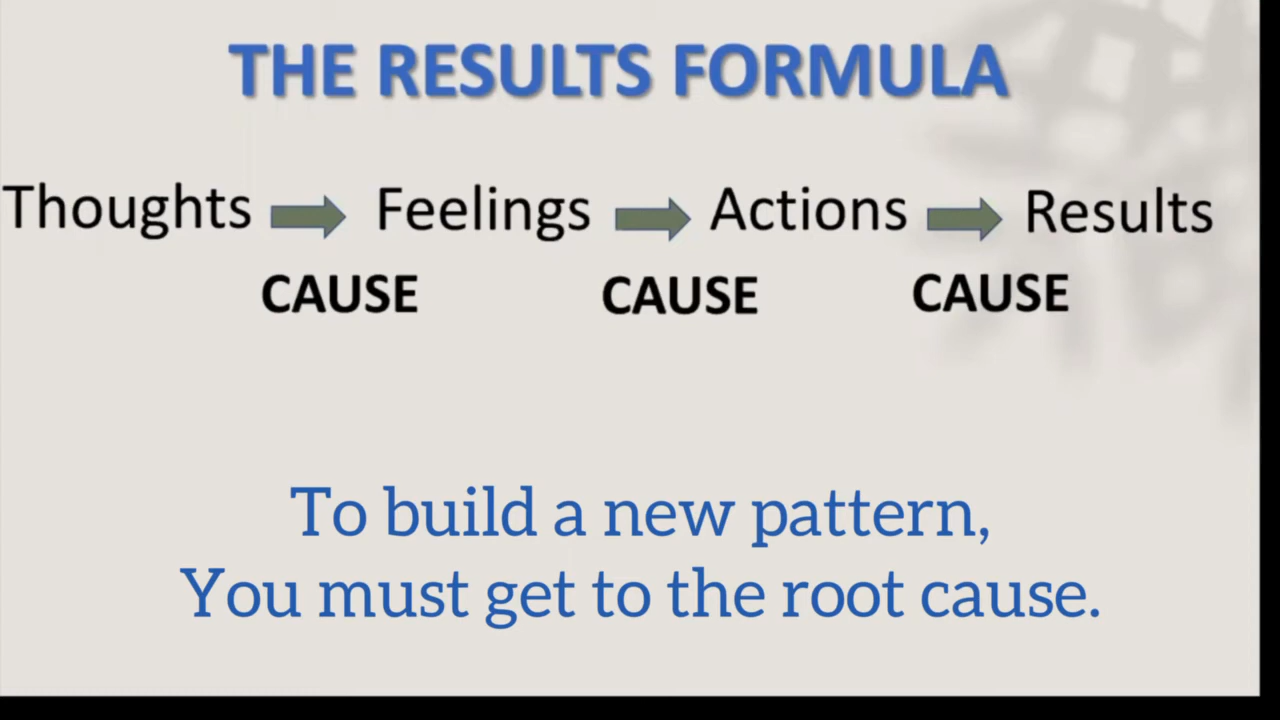 THE RESULTS FORMULA
Thoughts Feelings Actions Results
CAUSE CAUSE CAUSE
To build a new pattern,
You must get to the root cause.